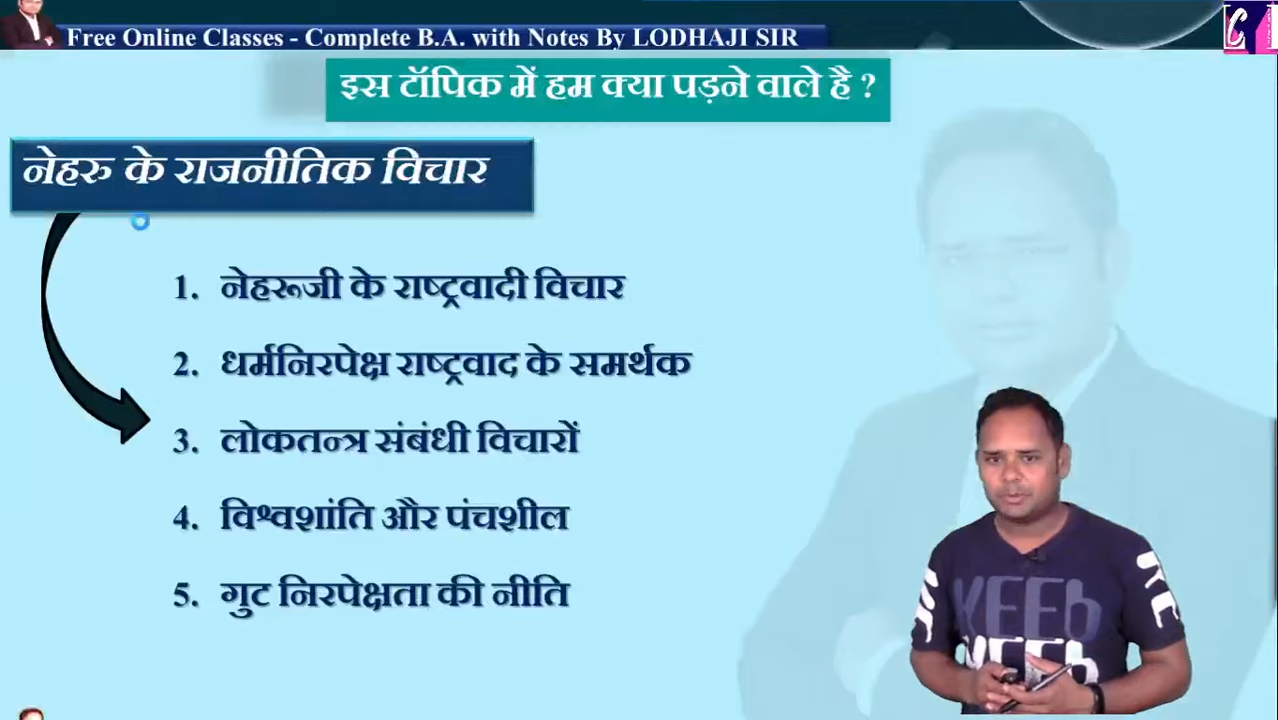 Free Online Classes - Complete B.A. with Notes By LODHAJI SIR
इस टॉपिक में हम क्या पड़ने वाले है ?
नेहरु के राजनीतिक विचार
1. नेहरूजी के राष्ट्रवादी विचार
2. धर्मनिरपेक्ष राष्ट्रवाद के समर्थक
3. लोकतन्त्र संबंधी विचारों
4. विश्वशांति और पंचशील
5. गुट निरपेक्षता की नीति